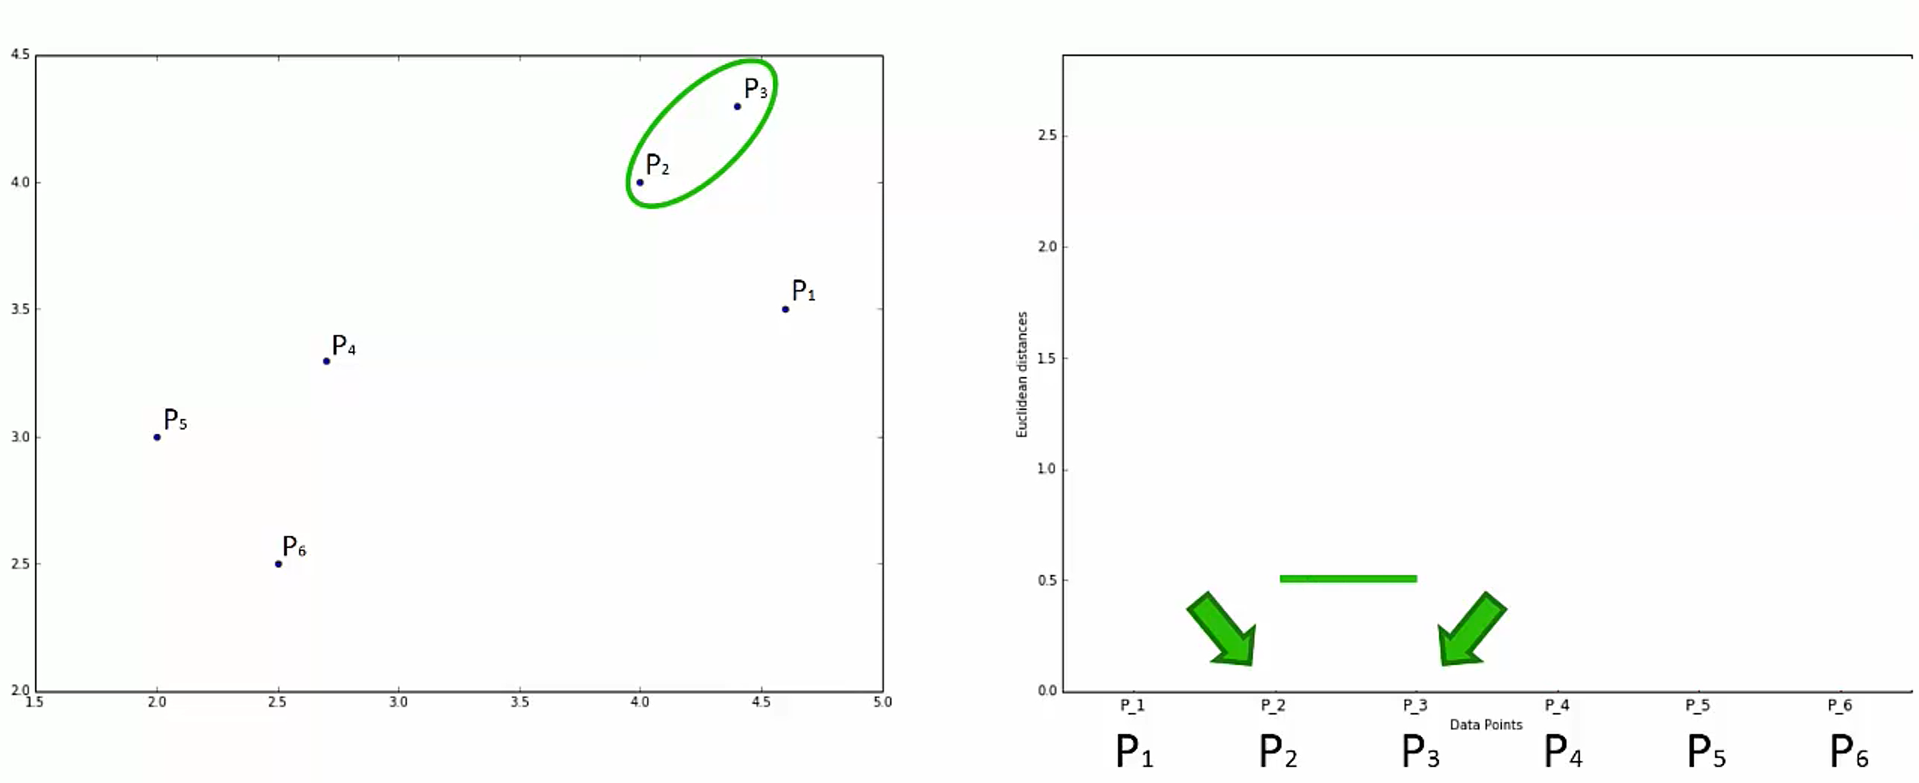 4.5
4.0
3.5
3.0
2.5
2.0
1.5 2.0 2.5 3.0 3.5 4.0 4.5 5.0
P₃
P₂
P₁
P₄
P₅
P₆
Euclidean distances
2.5
2.0
1.5
1.0
0.5
0.0
P_1 P_2 P_3 P_4 P_5 P_6
Data Points
P₁ P₂ P₃ P₄ P₅ P₆